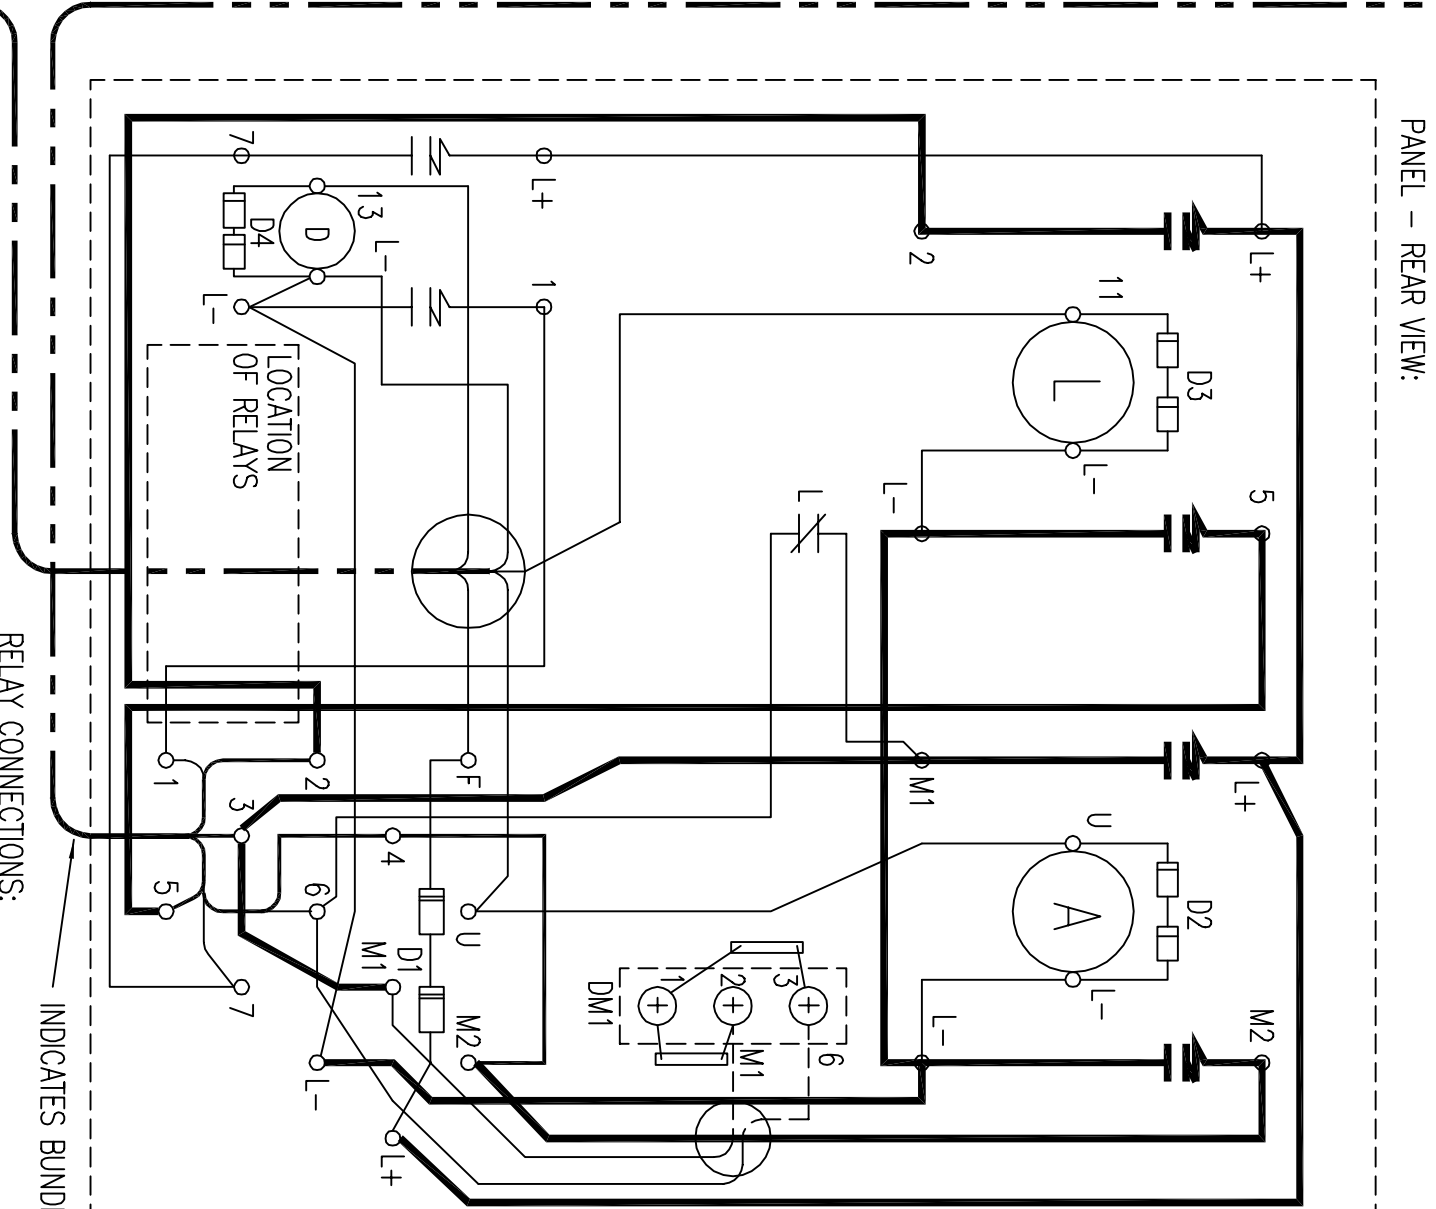 PANEL - REAR VIEW:
L+
5
L+
M2
D3
D2
11
L
L-
U
A
L-
2
L-
M1
L-
L
3
2
1
6
M1
DM1
L+
1
F
U
M2
13
L-
D
D4
7
L-
LOCATION
OF RELAYS
4
D1
M1
L+
2
6
L-
3
7
1
5
RELAY CONNECTIONS:
INDICATES BUND